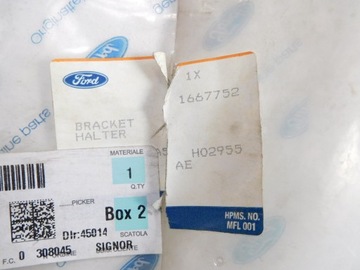 Ford
1X
1667752
BRACKET
HALTER
H02955
AE
MATERIALE
1
Q.TY
PICKER
Box 2
SCATOLA
DIr:45014
F.C. 0 308045
SIGNOR
HPMS. NO.
MFL 001
parts